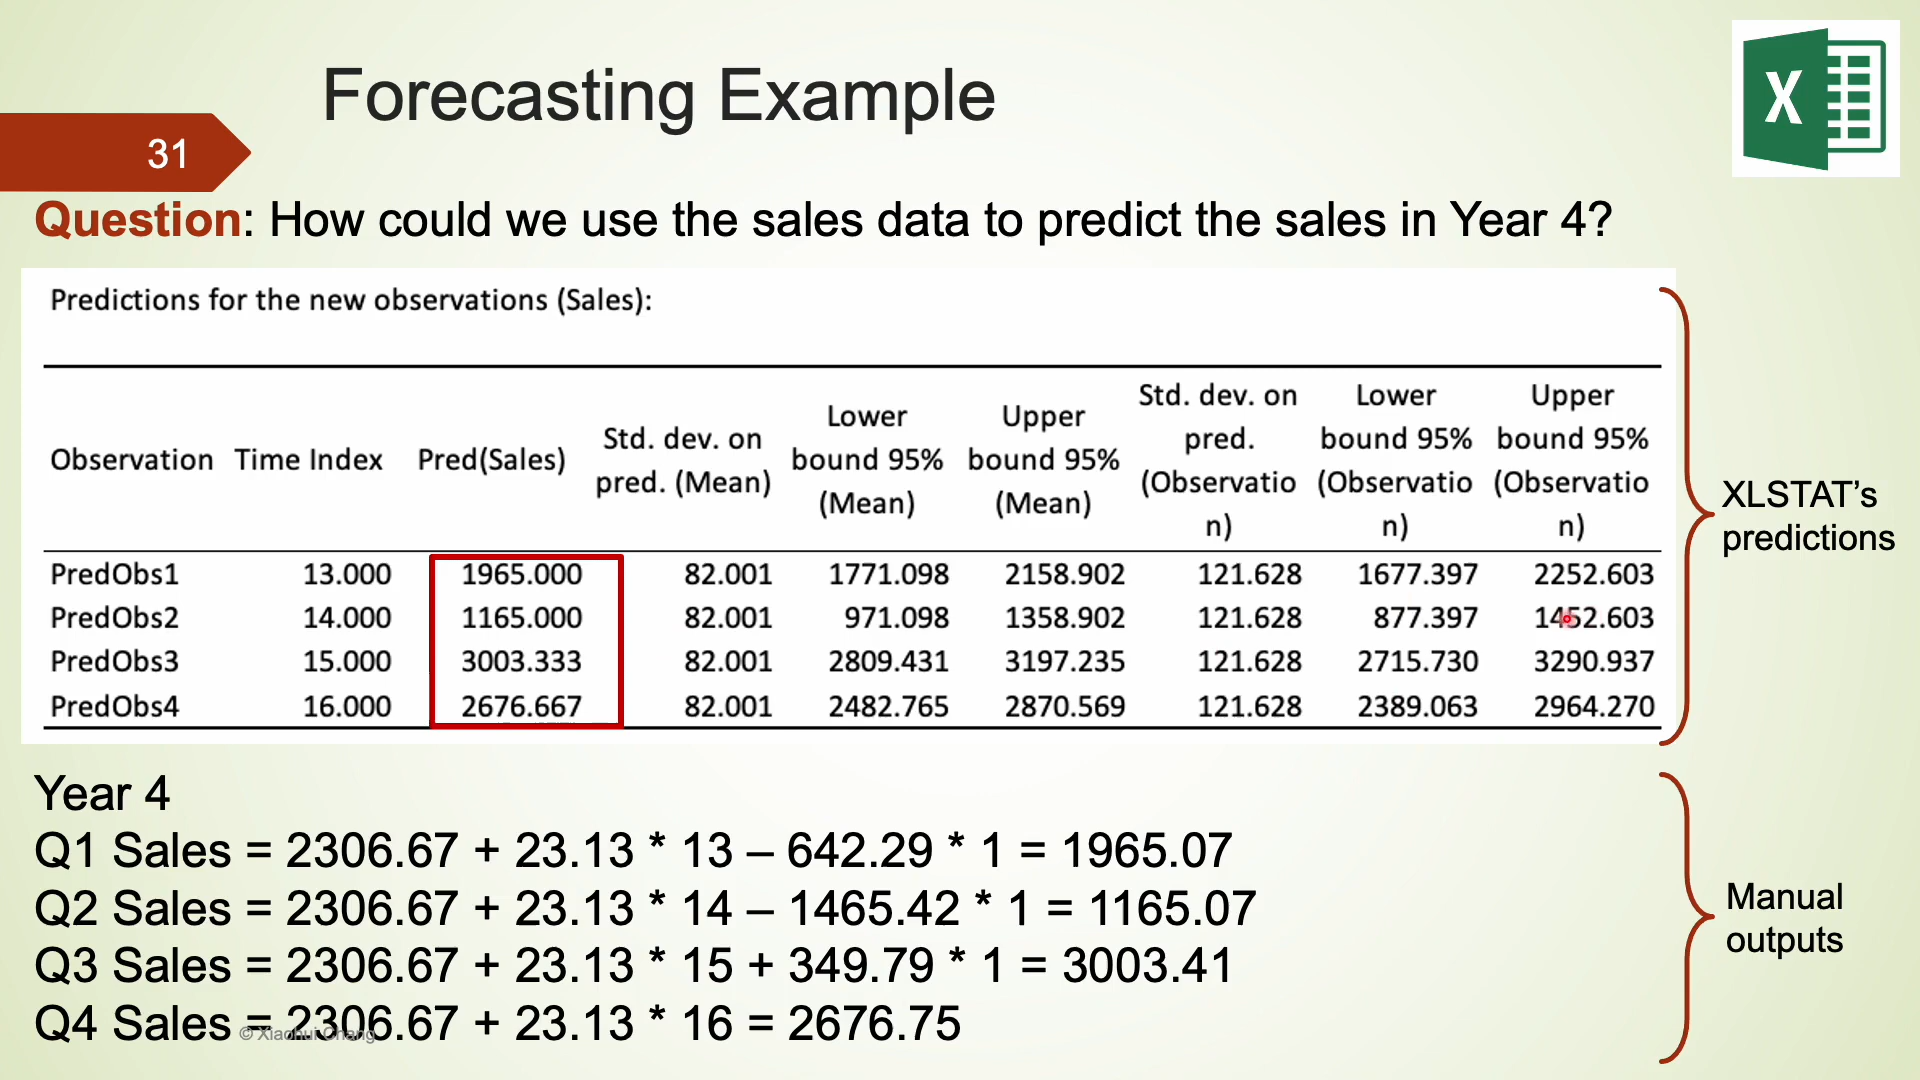 Forecasting Example
X
31
Question: How could we use the sales data to predict the sales in Year 4?
Predictions for the new observations (Sales):
Observation Time Index Pred(Sales) Std. dev. on pred. (Mean) Lower bound 95% (Mean) Upper bound 95% (Mean) Std. dev. on pred. (Observation) Lower bound 95% (Observation) Upper bound 95% (Observation)
PredObs1 13.000 1965.000 82.001 1771.098 2158.902 121.628 1677.397 2252.603
PredObs2 14.000 1165.000 82.001 971.098 1358.902 121.628 877.397 1452.603
PredObs3 15.000 3003.333 82.001 2809.431 3197.235 121.628 2715.730 3290.937
PredObs4 16.000 2676.667 82.001 2482.765 2870.569 121.628 2389.063 2964.270
XLSTAT’s
predictions
Year 4
Q1 Sales = 2306.67 + 23.13 * 13 – 642.29 * 1 = 1965.07
Q2 Sales = 2306.67 + 23.13 * 14 – 1465.42 * 1 = 1165.07
Q3 Sales = 2306.67 + 23.13 * 15 + 349.79 * 1 = 3003.41
Q4 Sales = 2306.67 + 23.13 * 16 = 2676.75
Manual
outputs
© Xiaohui Chang